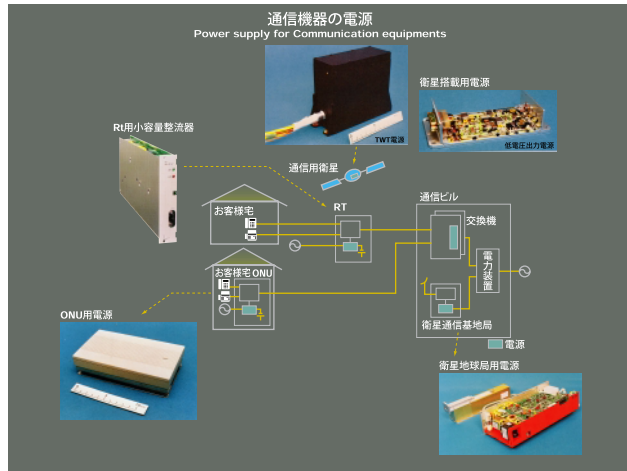 通信機器の電源
Power supply for Communication equipments
衛星搭載用電源
TWT電源
低電圧出力電源
Rt用小容量整流器
通信用衛星
お客様宅
RT
通信ビル
交換機
電力装置
お客様宅 ONU
衛星通信基地局
電源
ONU用電源
衛星地球局用電源